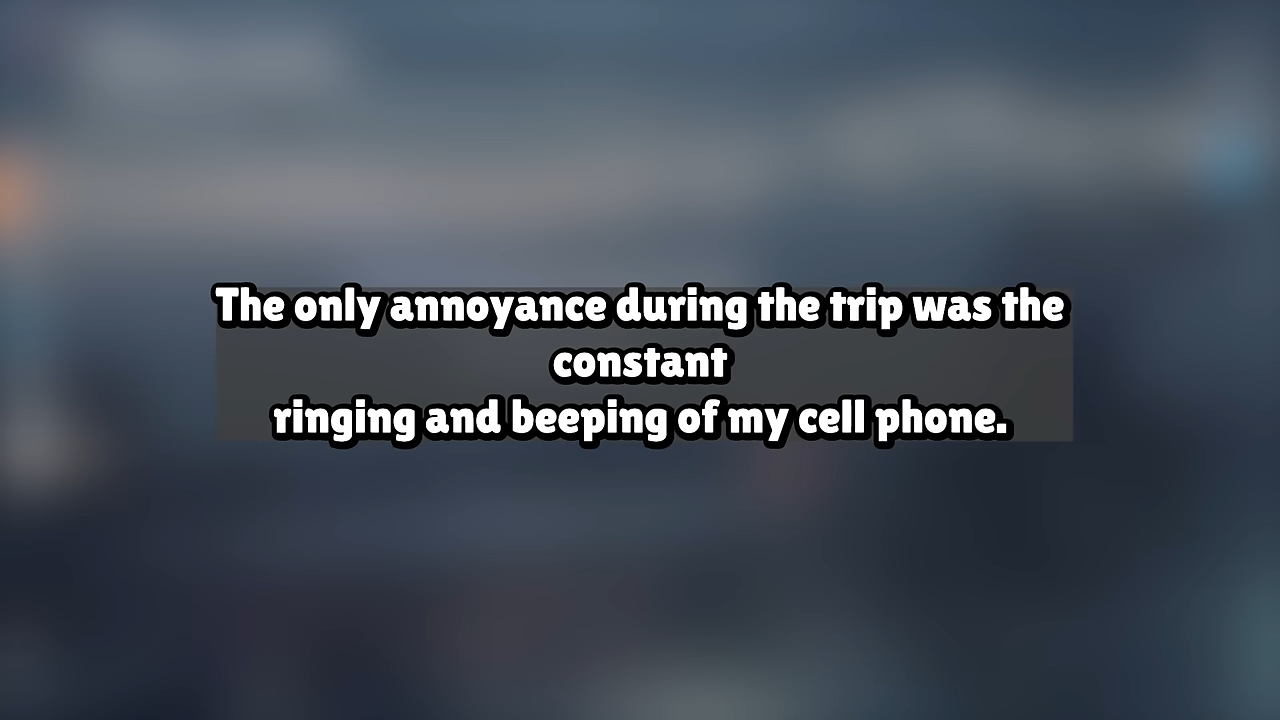 The only annoyance during the trip was the
constant
ringing and beeping of my cell phone.